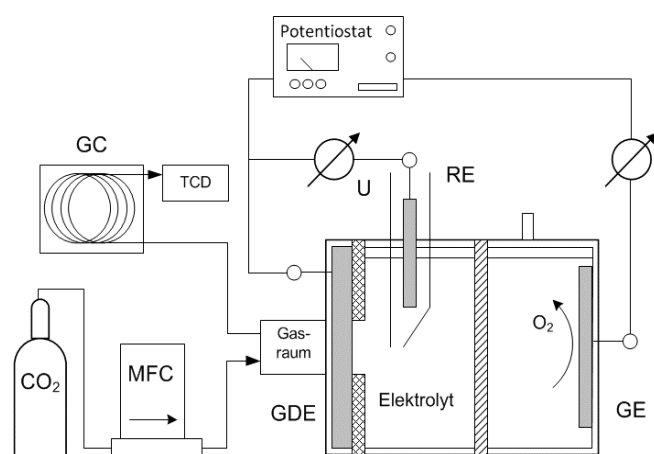 Potentiostat
GC
TCD
U
RE
Gas-
raum
O₂
CO₂
MFC
GDE
Elektrolyt
GE